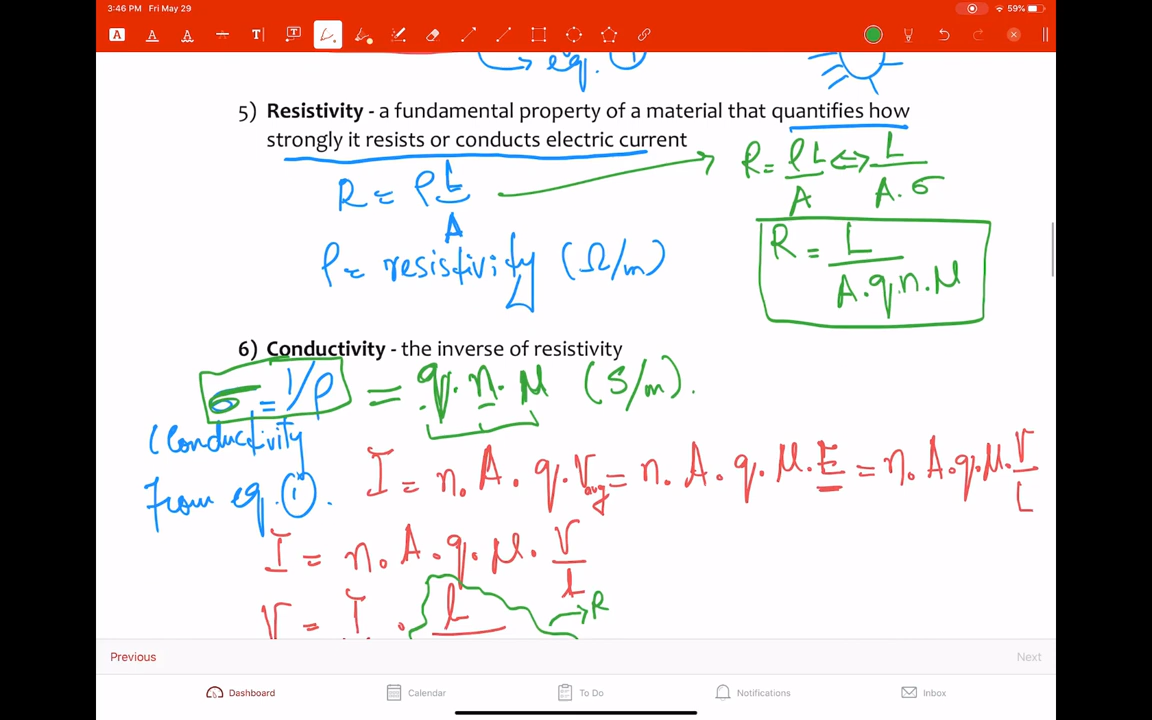 3:46 PM Fri May 29
59%
→ eq. ①
5) Resistivity - a fundamental property of a material that quantifies how
strongly it resists or conducts electric current
R = ρL/A
R = ρL/A ⇔ L/A.σ
ρ = resistivity (Ω/m)
R = L/A.q.n.μ
6) Conductivity - the inverse of resistivity
σ = 1/ρ = q.n.μ (S/m).
(Conductivity
from eq. ①.
I = n.A.q.Vavg = n.A.q.μ.E = n.A.q.μ.V/L
I = n.A.q.μ.V/L
V = I . L
→R
Previous
Next
Dashboard
Calendar
To Do
Notifications
Inbox